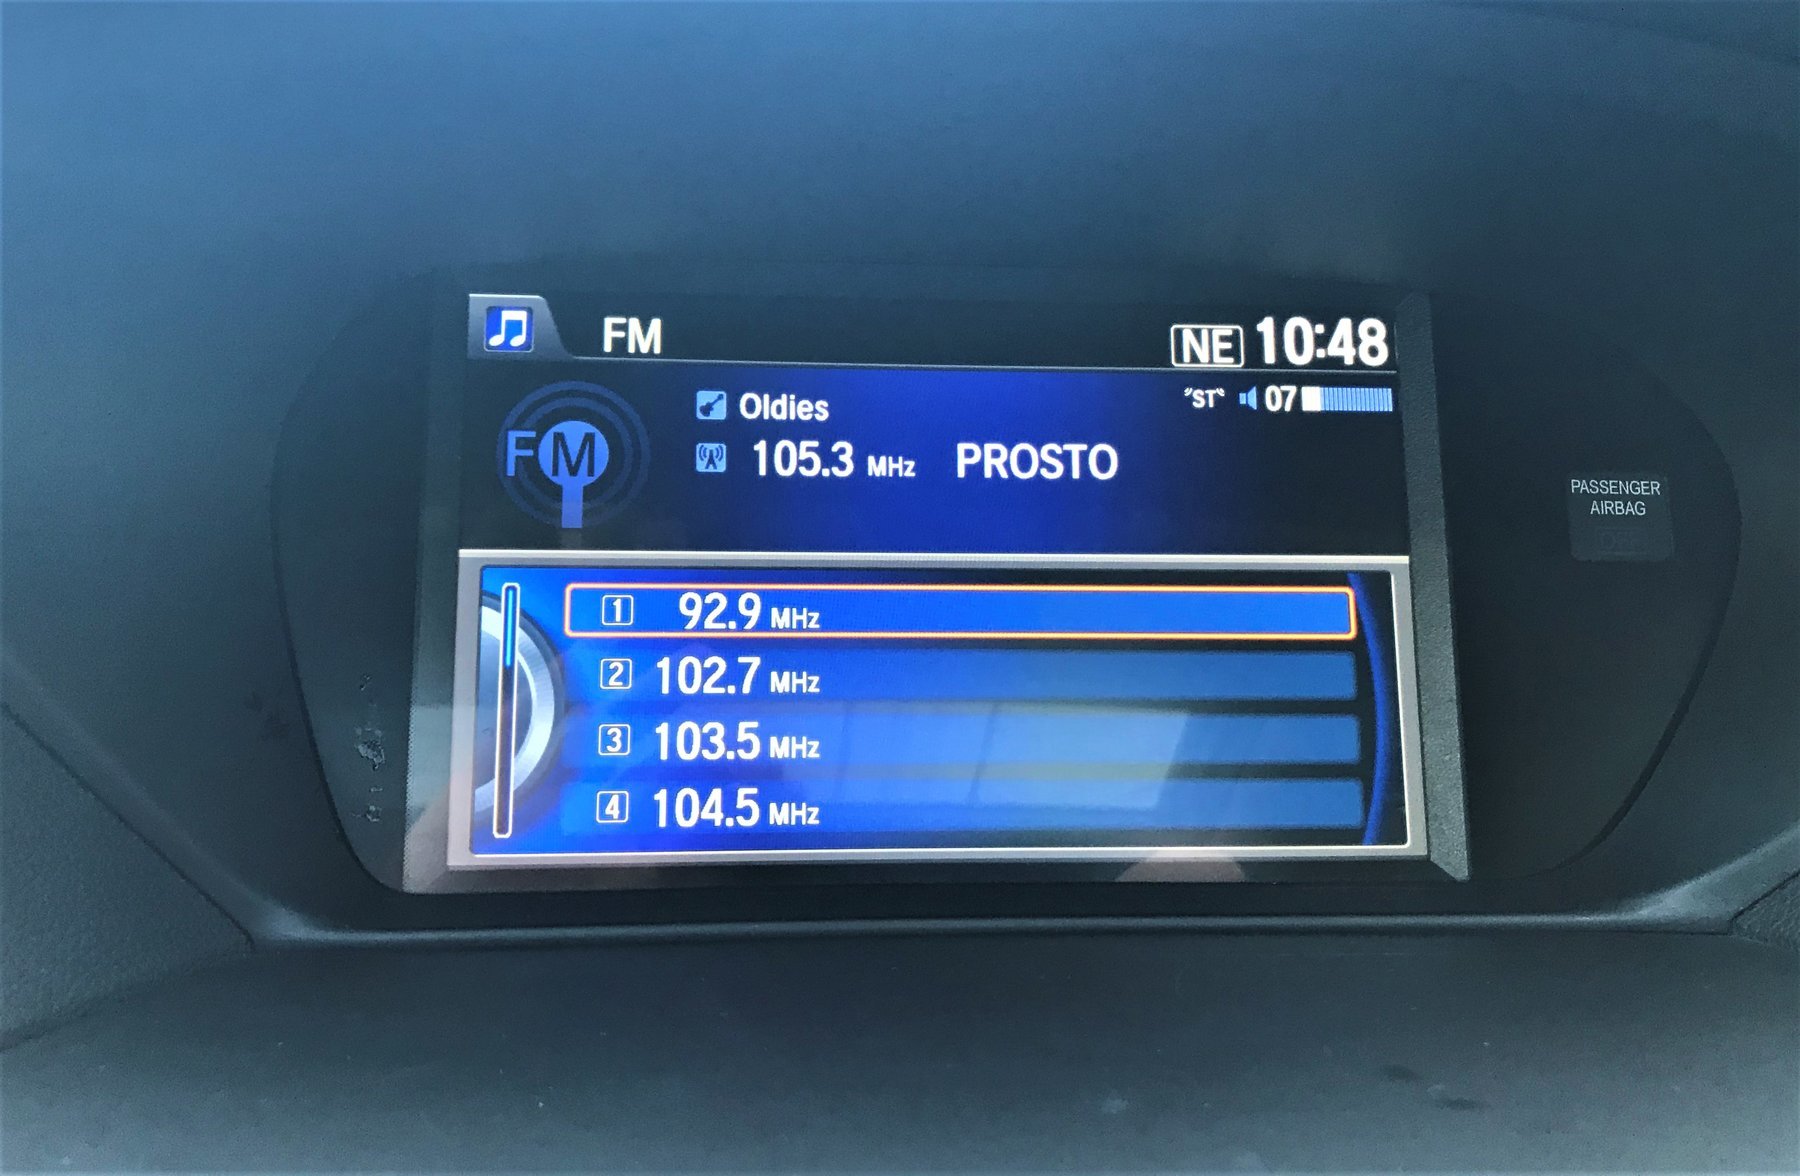 FM
NE 10:48
Oldies
"ST" 07
FM
105.3 MHz PROSTO
PASSENGER
AIRBAG
OFF
1 92.9 MHz
2 102.7 MHz
3 103.5 MHz
4 104.5 MHz